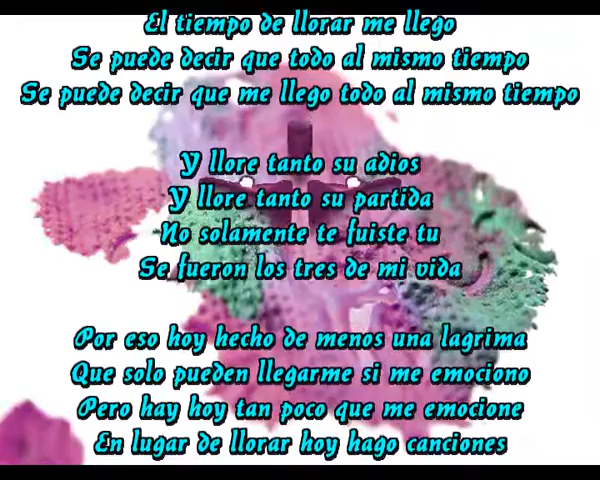 El tiempo de llorar me llego
Se puede decir que todo al mismo tiempo
Se puede decir que me llego todo al mismo tiempo
Y llore tanto su adios
Y llore tanto su partida
No solamente te fuiste tu
Se fueron los tres de mi vida
Por eso hoy hecho de menos una lagrima
Que solo pueden llegarme si me emociono
Pero hay hoy tan poco que me emocione
En lugar de llorar hoy hago canciones